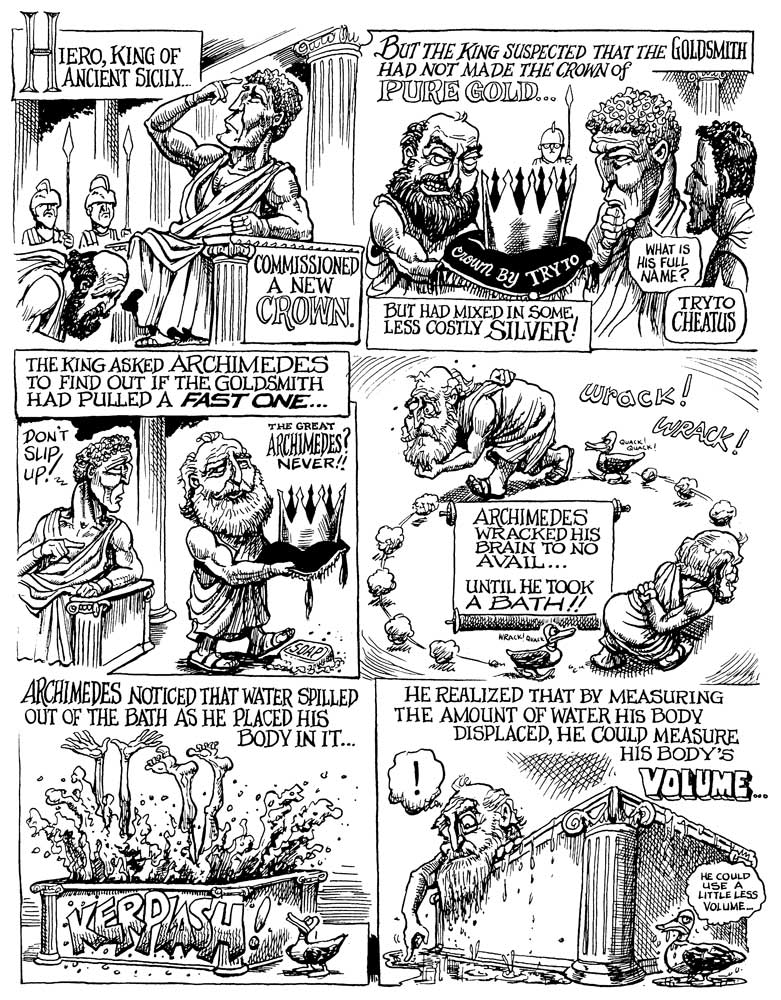 HIERO, KING OF
ANCIENT SICILY...
COMMISSIONED
A NEW
CROWN.
BUT THE KING SUSPECTED THAT THE GOLDSMITH
HAD NOT MADE THE CROWN of
PURE GOLD...
Crown BY TRYTO
WHAT IS
HIS FULL
NAME?
TRYTO
CHEATUS
BUT HAD MIXED IN SOME
LESS COSTLY SILVER!
THE KING ASKED ARCHIMEDES
TO FIND OUT IF THE GOLDSMITH
HAD PULLED A FAST ONE...
DON'T
SLIP
UP!
THE GREAT
ARCHIMEDES?
NEVER!!
SOAP
WRACK!
WRACK!
QUACK!
QUACK!
ARCHIMEDES
WRACKED HIS
BRAIN TO NO
AVAIL...
UNTIL HE TOOK
A BATH!!
WRACK! QUACK
ARCHIMEDES NOTICED THAT WATER SPILLED
OUT OF THE BATH AS HE PLACED HIS
BODY IN IT...
KERPLASH!
HE REALIZED THAT BY MEASURING
THE AMOUNT OF WATER HIS BODY
DISPLACED, HE COULD MEASURE
HIS BODY'S
VOLUME...
!
HE COULD
USE A
LITTLE LESS
VOLUME...